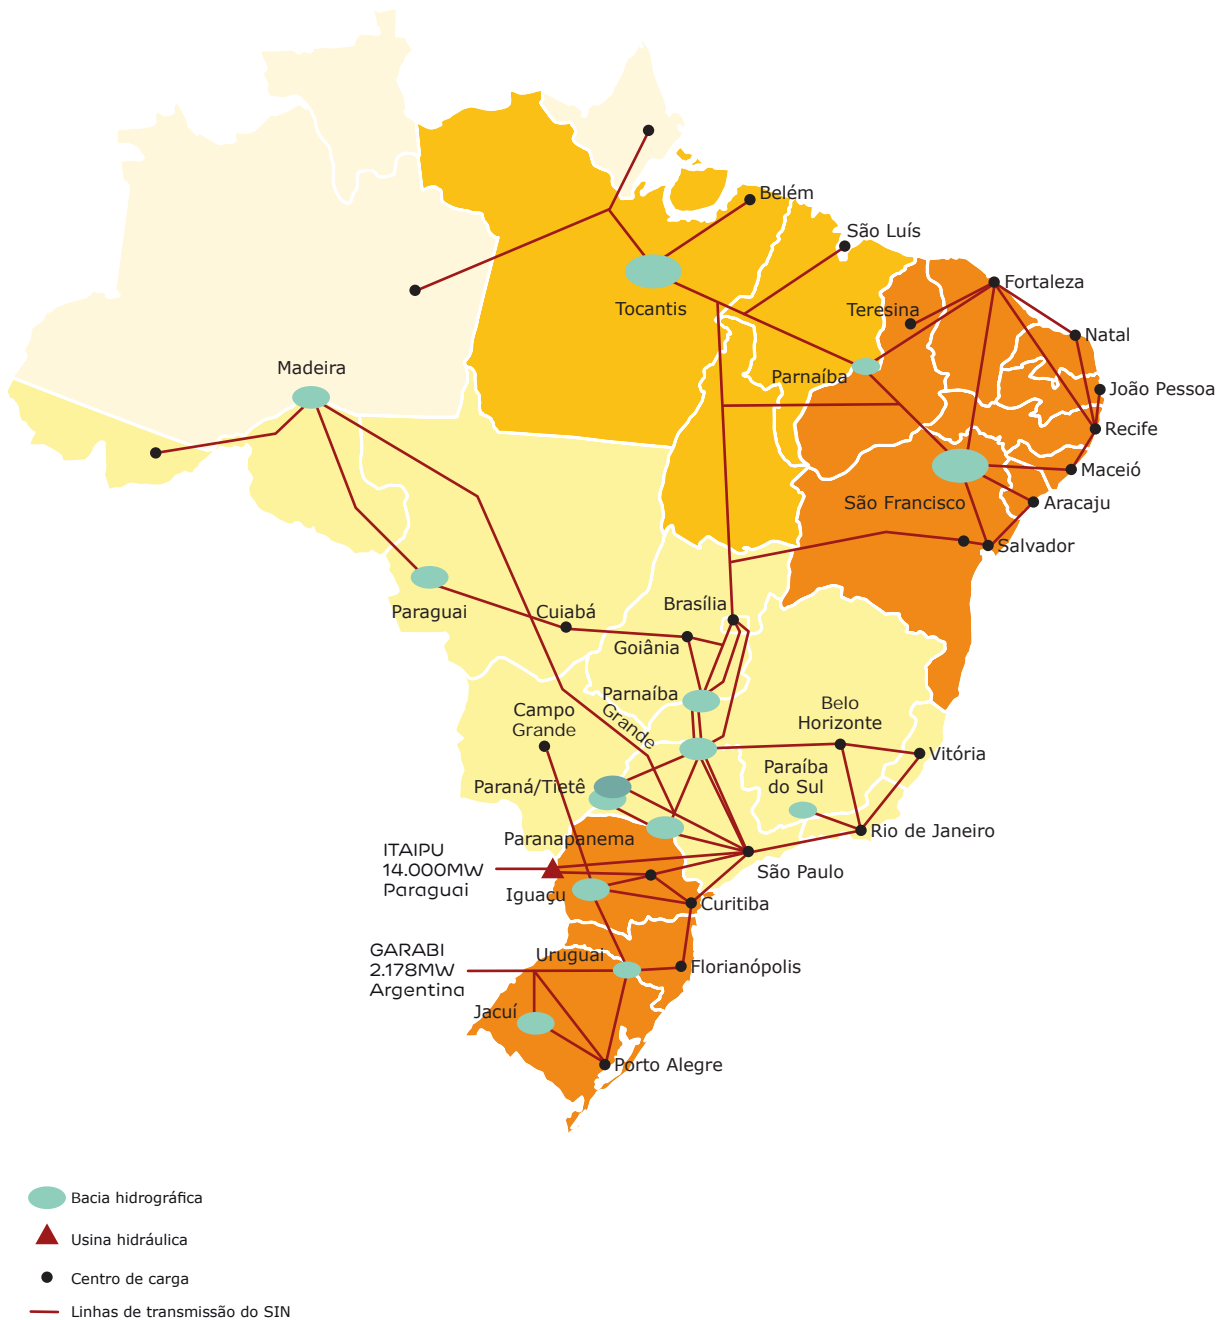 Belém
São Luís
Fortaleza
Tocantis
Teresina
Natal
Madeira
Parnaíba
João Pessoa
Recife
Maceió
São Francisco
Aracaju
Salvador
Brasília
Paraguai
Cuiabá
Goiânia
Parnaíba
Grande
Campo
Grande
Belo
Horizonte
Vitória
Paraíba
do Sul
Paraná/Tietê
Rio de Janeiro
Paranapanema
ITAIPU
14.000MW
Paraguai
São Paulo
Iguaçu
Curitiba
GARABI
2.178MW
Argentina
Uruguai
Florianópolis
Jacuí
Porto Alegre
Bacia hidrográfica
Usina hidráulica
Centro de carga
Linhas de transmissão do SIN